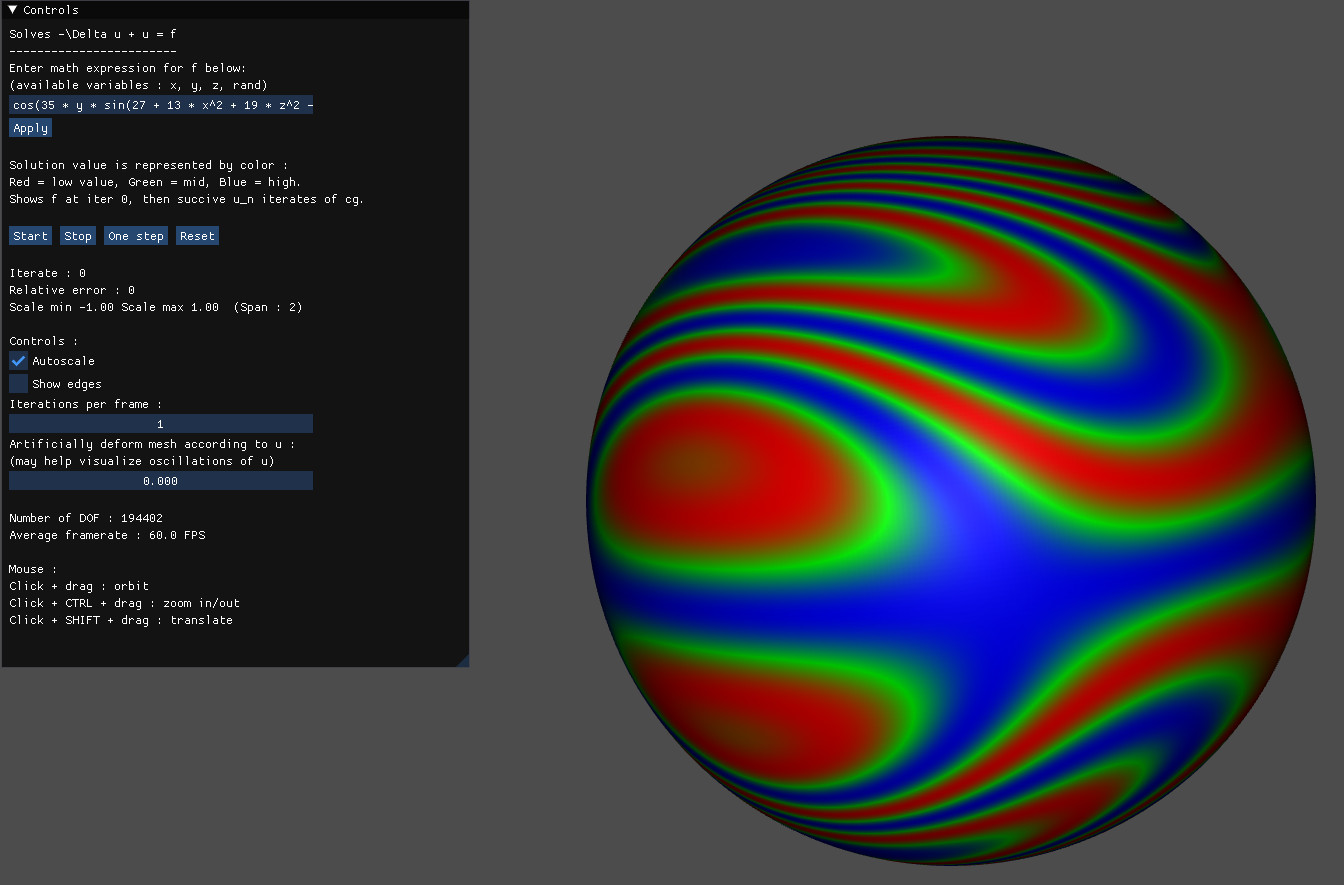 Controls
Solves -\Delta u + u = f
------------------------
Enter math expression for f below:
(available variables : x, y, z, rand)
cos(35 * y * sin(27 + 13 * x^2 + 19 * z^2 -
Apply
Solution value is represented by color :
Red = low value, Green = mid, Blue = high.
Shows f at iter 0, then succive u_n iterates of cg.
Start Stop One step Reset
Iterate : 0
Relative error : 0
Scale min -1.00 Scale max 1.00  (Span : 2)
Controls :
Autoscale
Show edges
Iterations per frame :
1
Artificially deform mesh according to u :
(may help visualize oscillations of u)
0.000
Number of DOF : 194402
Average framerate : 60.0 FPS
Mouse :
Click + drag : orbit
Click + CTRL + drag : zoom in/out
Click + SHIFT + drag : translate